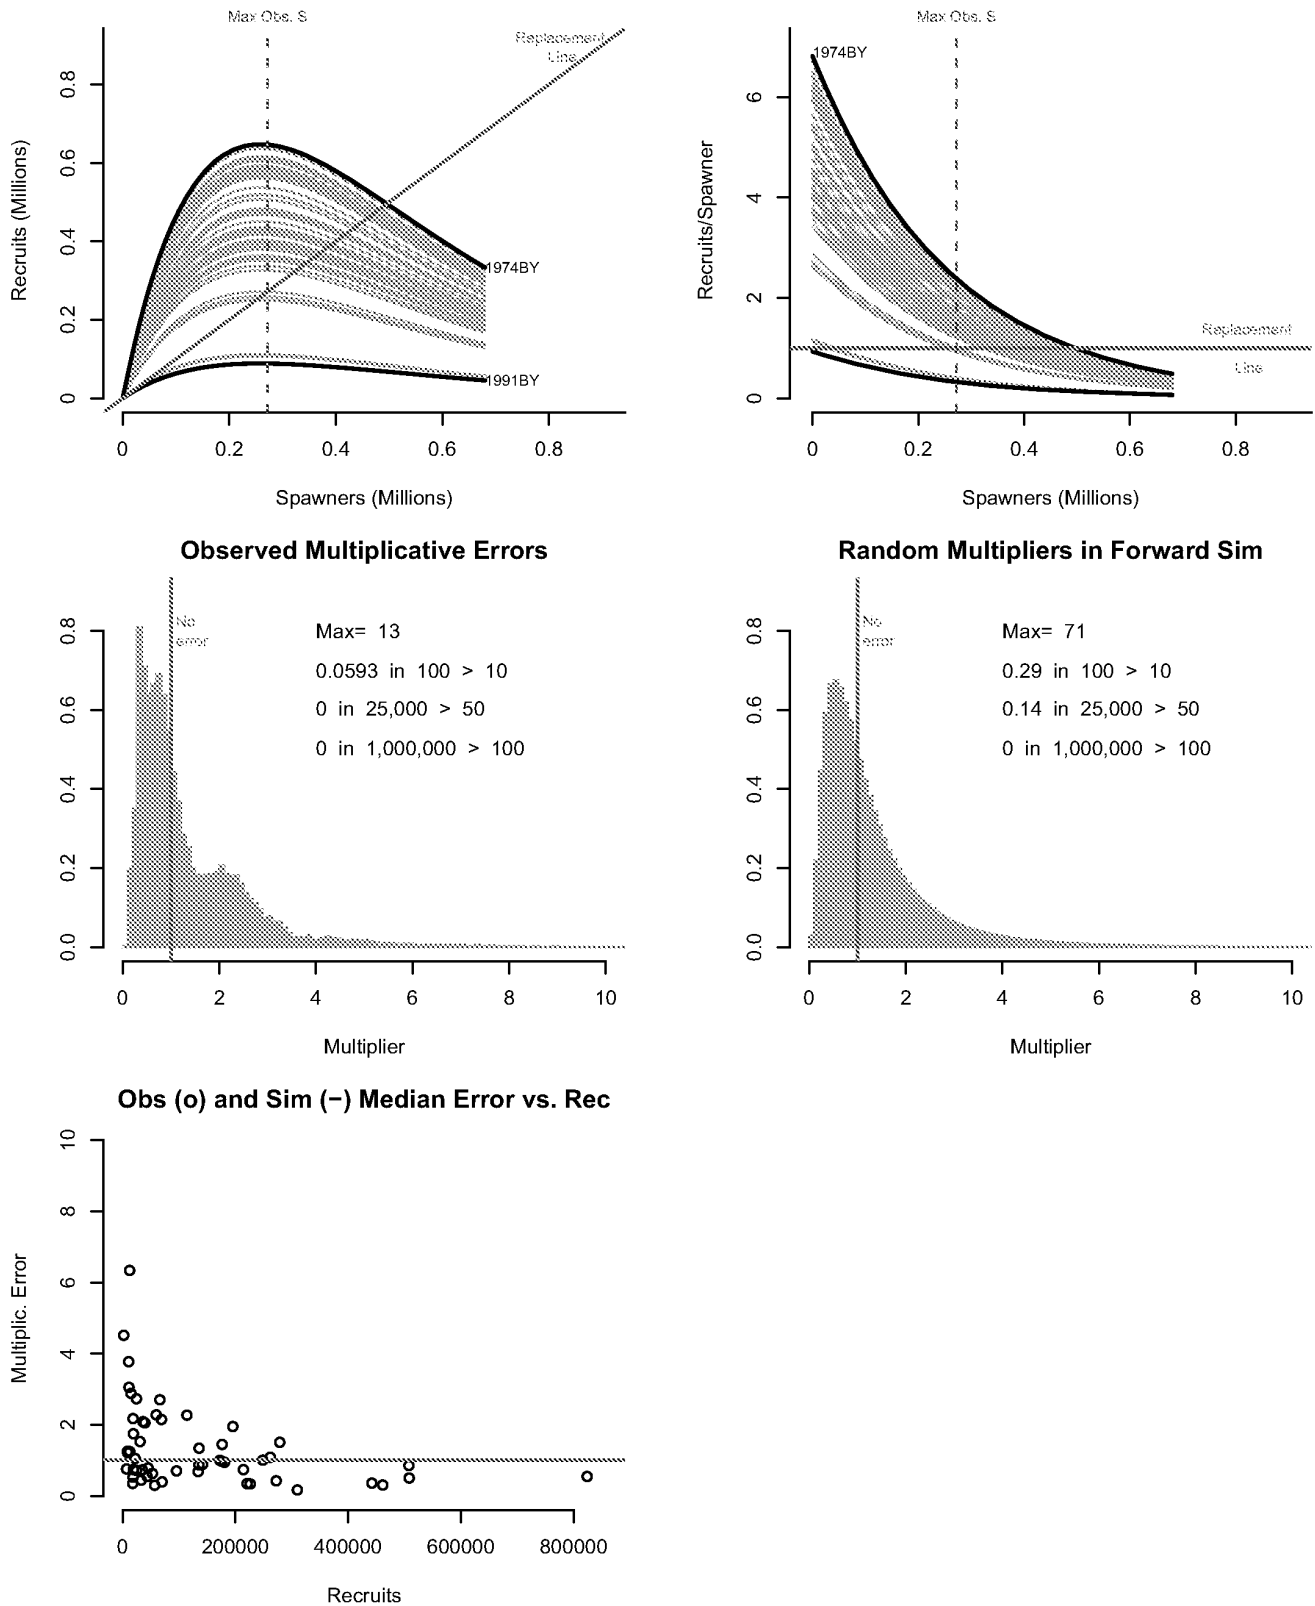 Max Obs. S
Replacement
Line
Recruits (Millions)
0.0 0.2 0.4 0.6 0.8
1974BY
1991BY
0 0.2 0.4 0.6 0.8
Spawners (Millions)
Max Obs. S
1974BY
Recruits/Spawner
0 2 4 6
Replacement
Line
0 0.2 0.4 0.6 0.8
Spawners (Millions)
Observed Multiplicative Errors
No
error
Max= 13
0.0593 in 100 > 10
0 in 25,000 > 50
0 in 1,000,000 > 100
0.0 0.2 0.4 0.6 0.8
0 2 4 6 8 10
Multiplier
Random Multipliers in Forward Sim
No
error
Max= 71
0.29 in 100 > 10
0.14 in 25,000 > 50
0 in 1,000,000 > 100
0.0 0.2 0.4 0.6 0.8
0 2 4 6 8 10
Multiplier
Obs (o) and Sim (−) Median Error vs. Rec
Multiplic. Error
0 2 4 6 8 10
0 200000 400000 600000 800000
Recruits